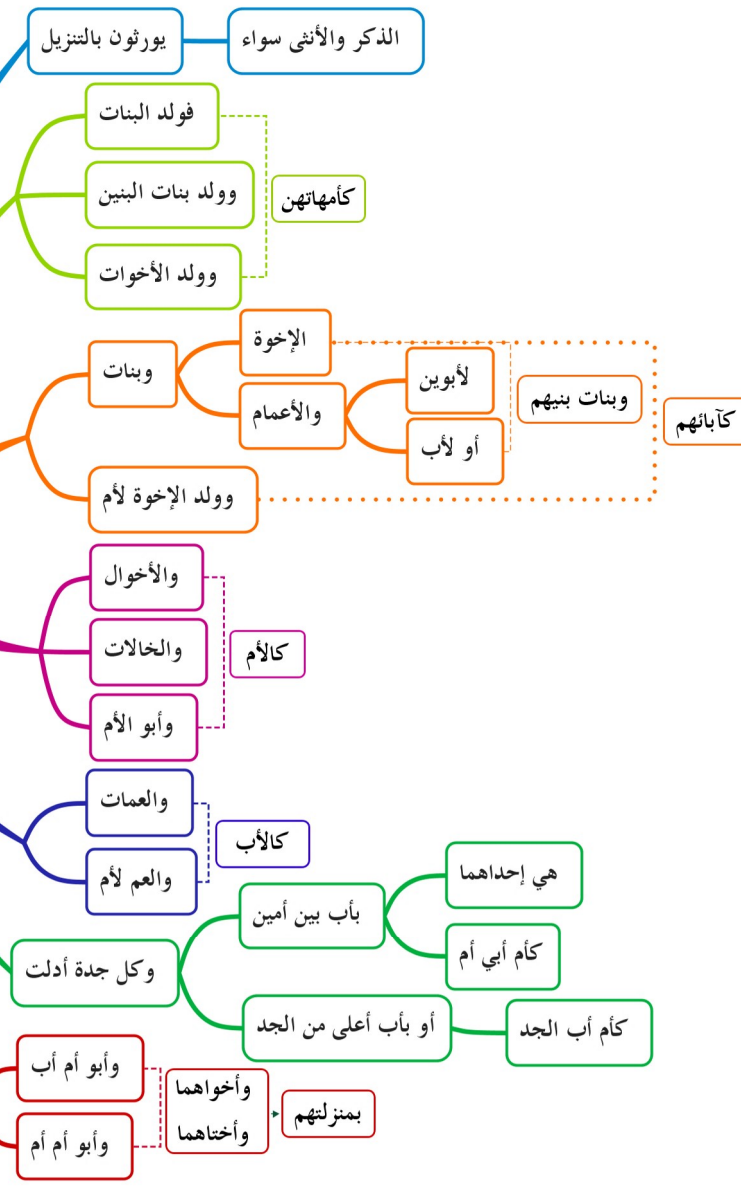 يورثون بالتنزيل
الذكر والأنثى سواء
فولد البنات
وولد بنات البنين
وولد الأخوات
كأمهاتهن
وبنات
الإخوة
والأعمام
لأبوين
أو لأب
وبنات بنيهم
وولد الإخوة لأم
كآبائهم
والأخوال
والخالات
وأبو الأم
كالأم
والعمات
والعم لأم
كالأب
وكل جدة أدلت
بأب بين أمين
هي إحداهما
كأم أبي أم
أو بأب أعلى من الجد
كأم أب الجد
وأبو أم أب
وأبو أم أم
وأخواهما
وأختاهما
بمنزلتهم